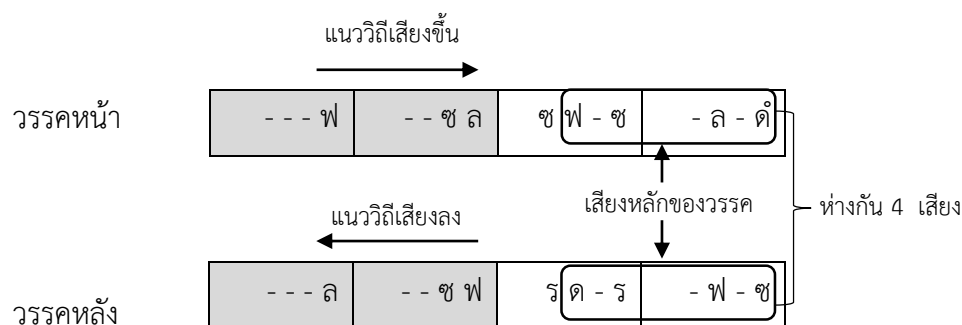 แนววิถีเสียงขึ้น
วรรคหน้า - - - ฟ - - ซ ล ซ ฟ - ซ - ล - ดํ
แนววิถีเสียงลง เสียงหลักของวรรค ห่างกัน 4 เสียง
วรรคหลัง - - - ล - - ซ ฟ ร ด - ร - ฟ - ซ